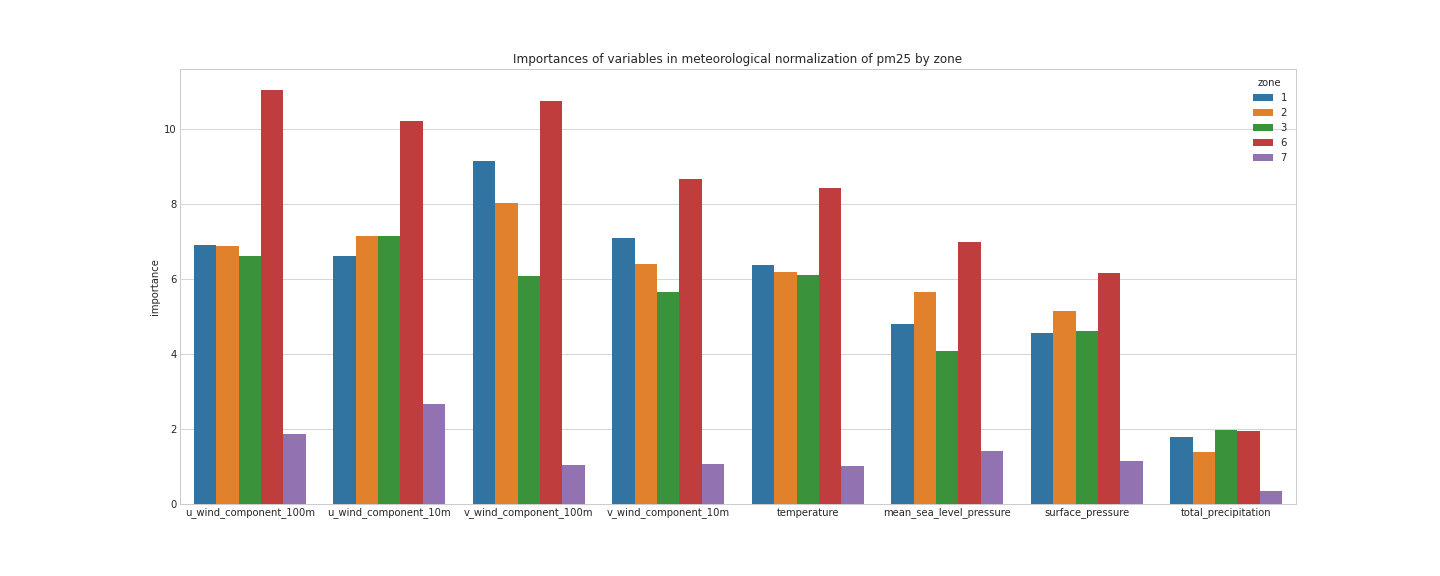 Importances of variables in meteorological normalization of pm25 by zone
zone
1
2
3
6
7
importance
10
8
6
4
2
0
u_wind_component_100m
u_wind_component_10m
v_wind_component_100m
v_wind_component_10m
temperature
mean_sea_level_pressure
surface_pressure
total_precipitation